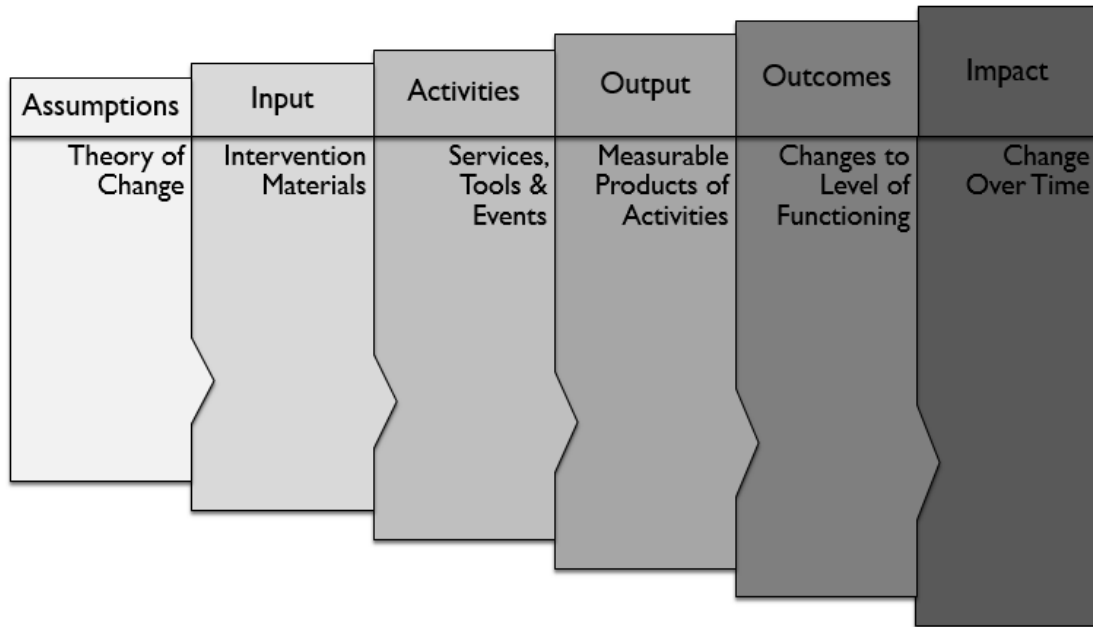 Assumptions
Theory of
Change
Input
Intervention
Materials
Activities
Services,
Tools &
Events
Output
Measurable
Products of
Activities
Outcomes
Changes to
Level of
Functioning
Impact
Change
Over Time